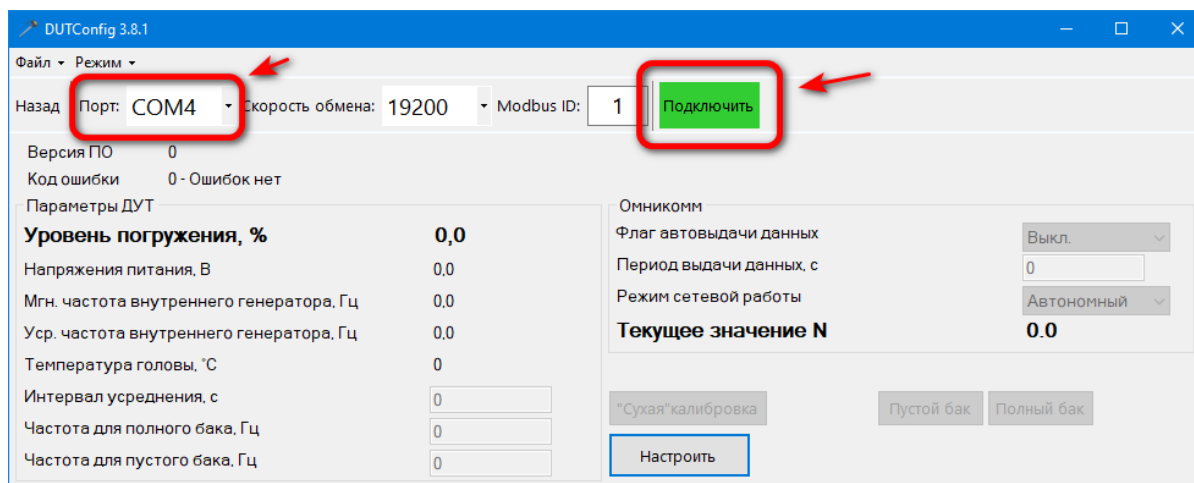 DUTConfig 3.8.1
Файл Режим
Назад Порт: COM4 Скорость обмена: 19200 Modbus ID: 1 Подключить
Версия ПО 0
Код ошибки 0 - Ошибок нет
Параметры ДУТ
Уровень погружения, % 0,0
Напряжения питания, В 0,0
Мгн. частота внутреннего генератора, Гц 0,0
Уср. частота внутреннего генератора, Гц 0,0
Температура головы, °C 0
Интервал усреднения, с 0
Частота для полного бака, Гц 0
Частота для пустого бака, Гц 0
Омникомм
Флаг автовыдачи данных Выкл.
Период выдачи данных, с 0
Режим сетевой работы Автономный
Текущее значение N 0.0
"Сухая"калибровка Пустой бак Полный бак
Настроить